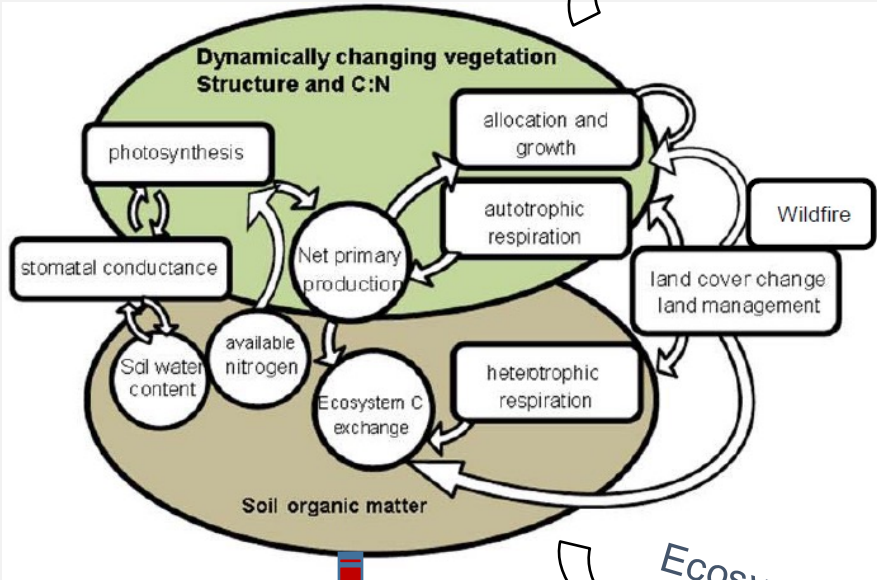 Dynamically changing vegetation
Structure and C:N
allocation and
growth
photosynthesis
autotrophic
respiration
Wildfire
Net primary
production
stomatal conductance
land cover change
land management
available
nitrogen
Soil water
content
heterotrophic
respiration
Ecosystem C
exchange
Soil organic matter